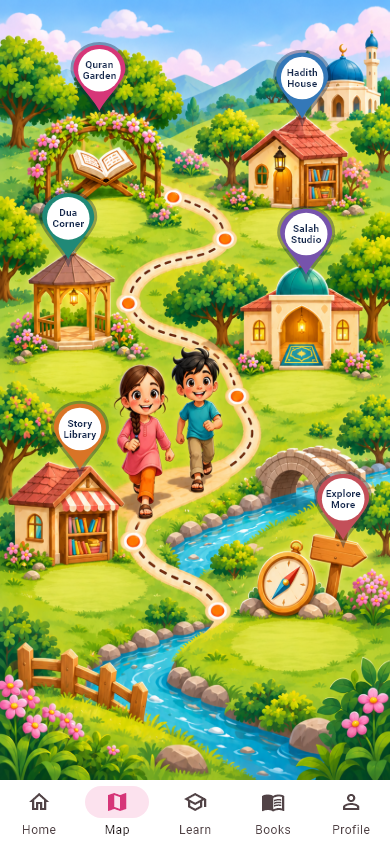 Quran
Garden
Hadith
House
Dua
Corner
Salah
Studio
Story
Library
Explore
More
Home
Map
Learn
Books
Profile